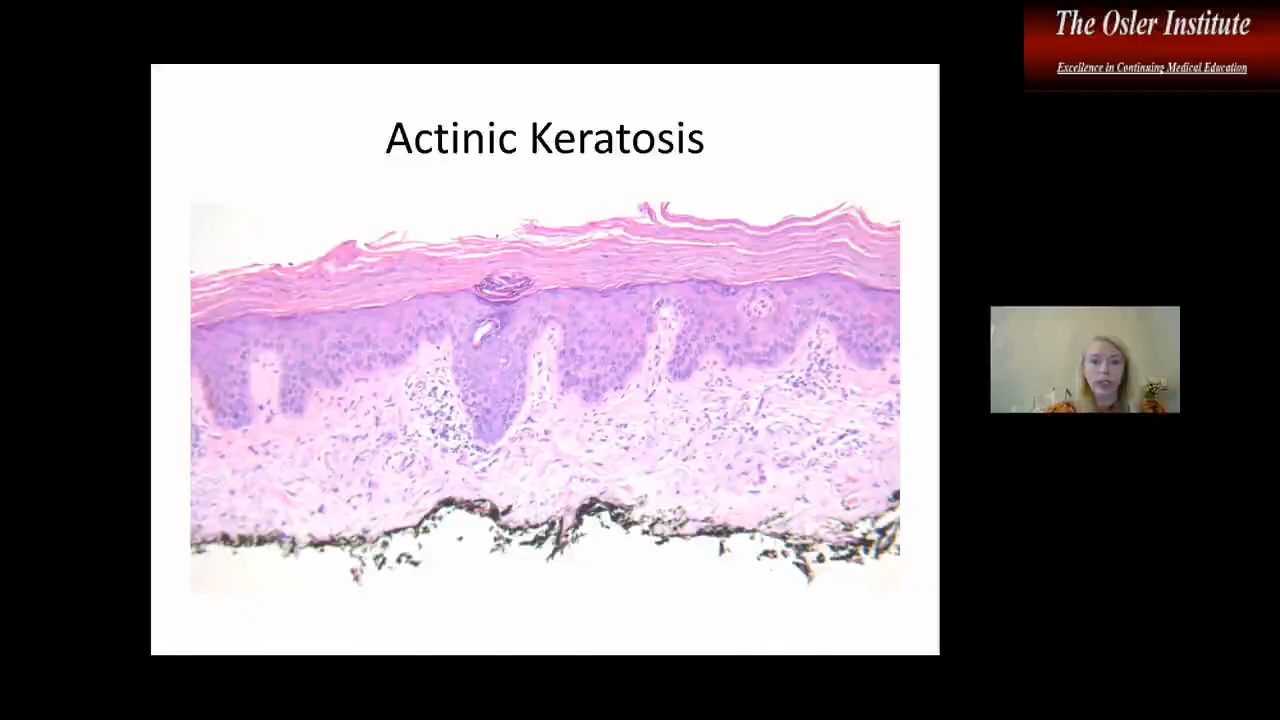 The Osler Institute
Excellence in Continuing Medical Education
Actinic Keratosis